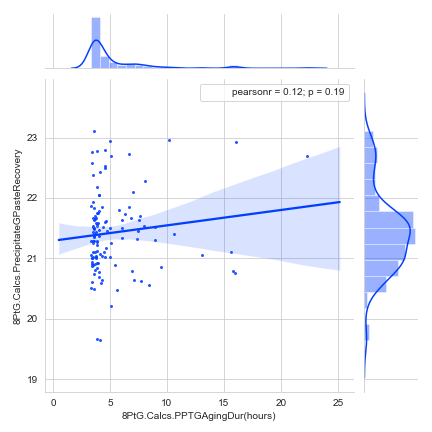 pearsonr = 0.12; p = 0.19
23
22
21
20
19
8PtG.Calcs.PrecipitateGPasteRecovery
0 5 10 15 20 25
8PtG.Calcs.PPTGAgingDur(hours)